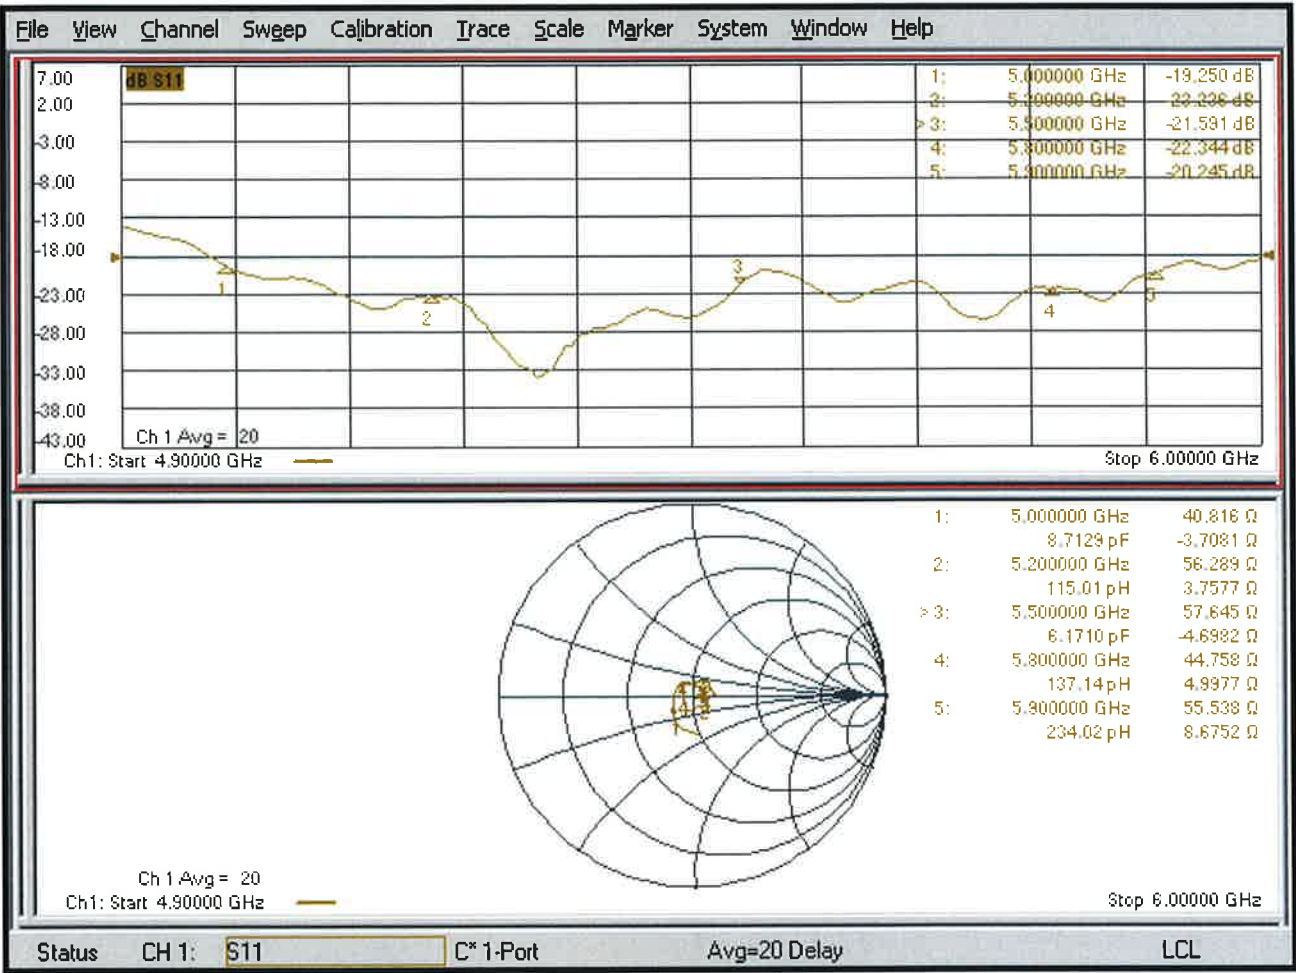 File View Channel Sweep Calibration Trace Scale Marker System Window Help
7.00
2.00
-3.00
-8.00
-13.00
-18.00
-23.00
-28.00
-33.00
-38.00
-43.00
dB S11
1: 5.000000 GHz -19.250 dB
2: 5.200000 GHz -23.236 dB
> 3: 5.500000 GHz -21.591 dB
4: 5.800000 GHz -22.344 dB
5: 5.900000 GHz -20.245 dB
1
2
3
4
5
Ch 1 Avg = 20
Ch1: Start 4.90000 GHz
Stop 6.00000 GHz
1: 5.000000 GHz 40.816 Ω
8.7129 pF -3.7081 Ω
2: 5.200000 GHz 56.289 Ω
115.01 pH 3.7577 Ω
> 3: 5.500000 GHz 57.645 Ω
6.1710 pF -4.6982 Ω
4: 5.800000 GHz 44.758 Ω
137.14 pH 4.9977 Ω
5: 5.900000 GHz 55.538 Ω
234.02 pH 8.6752 Ω
Ch 1 Avg = 20
Ch1: Start 4.90000 GHz
Stop 6.00000 GHz
Status CH 1: S11 C* 1-Port Avg=20 Delay LCL